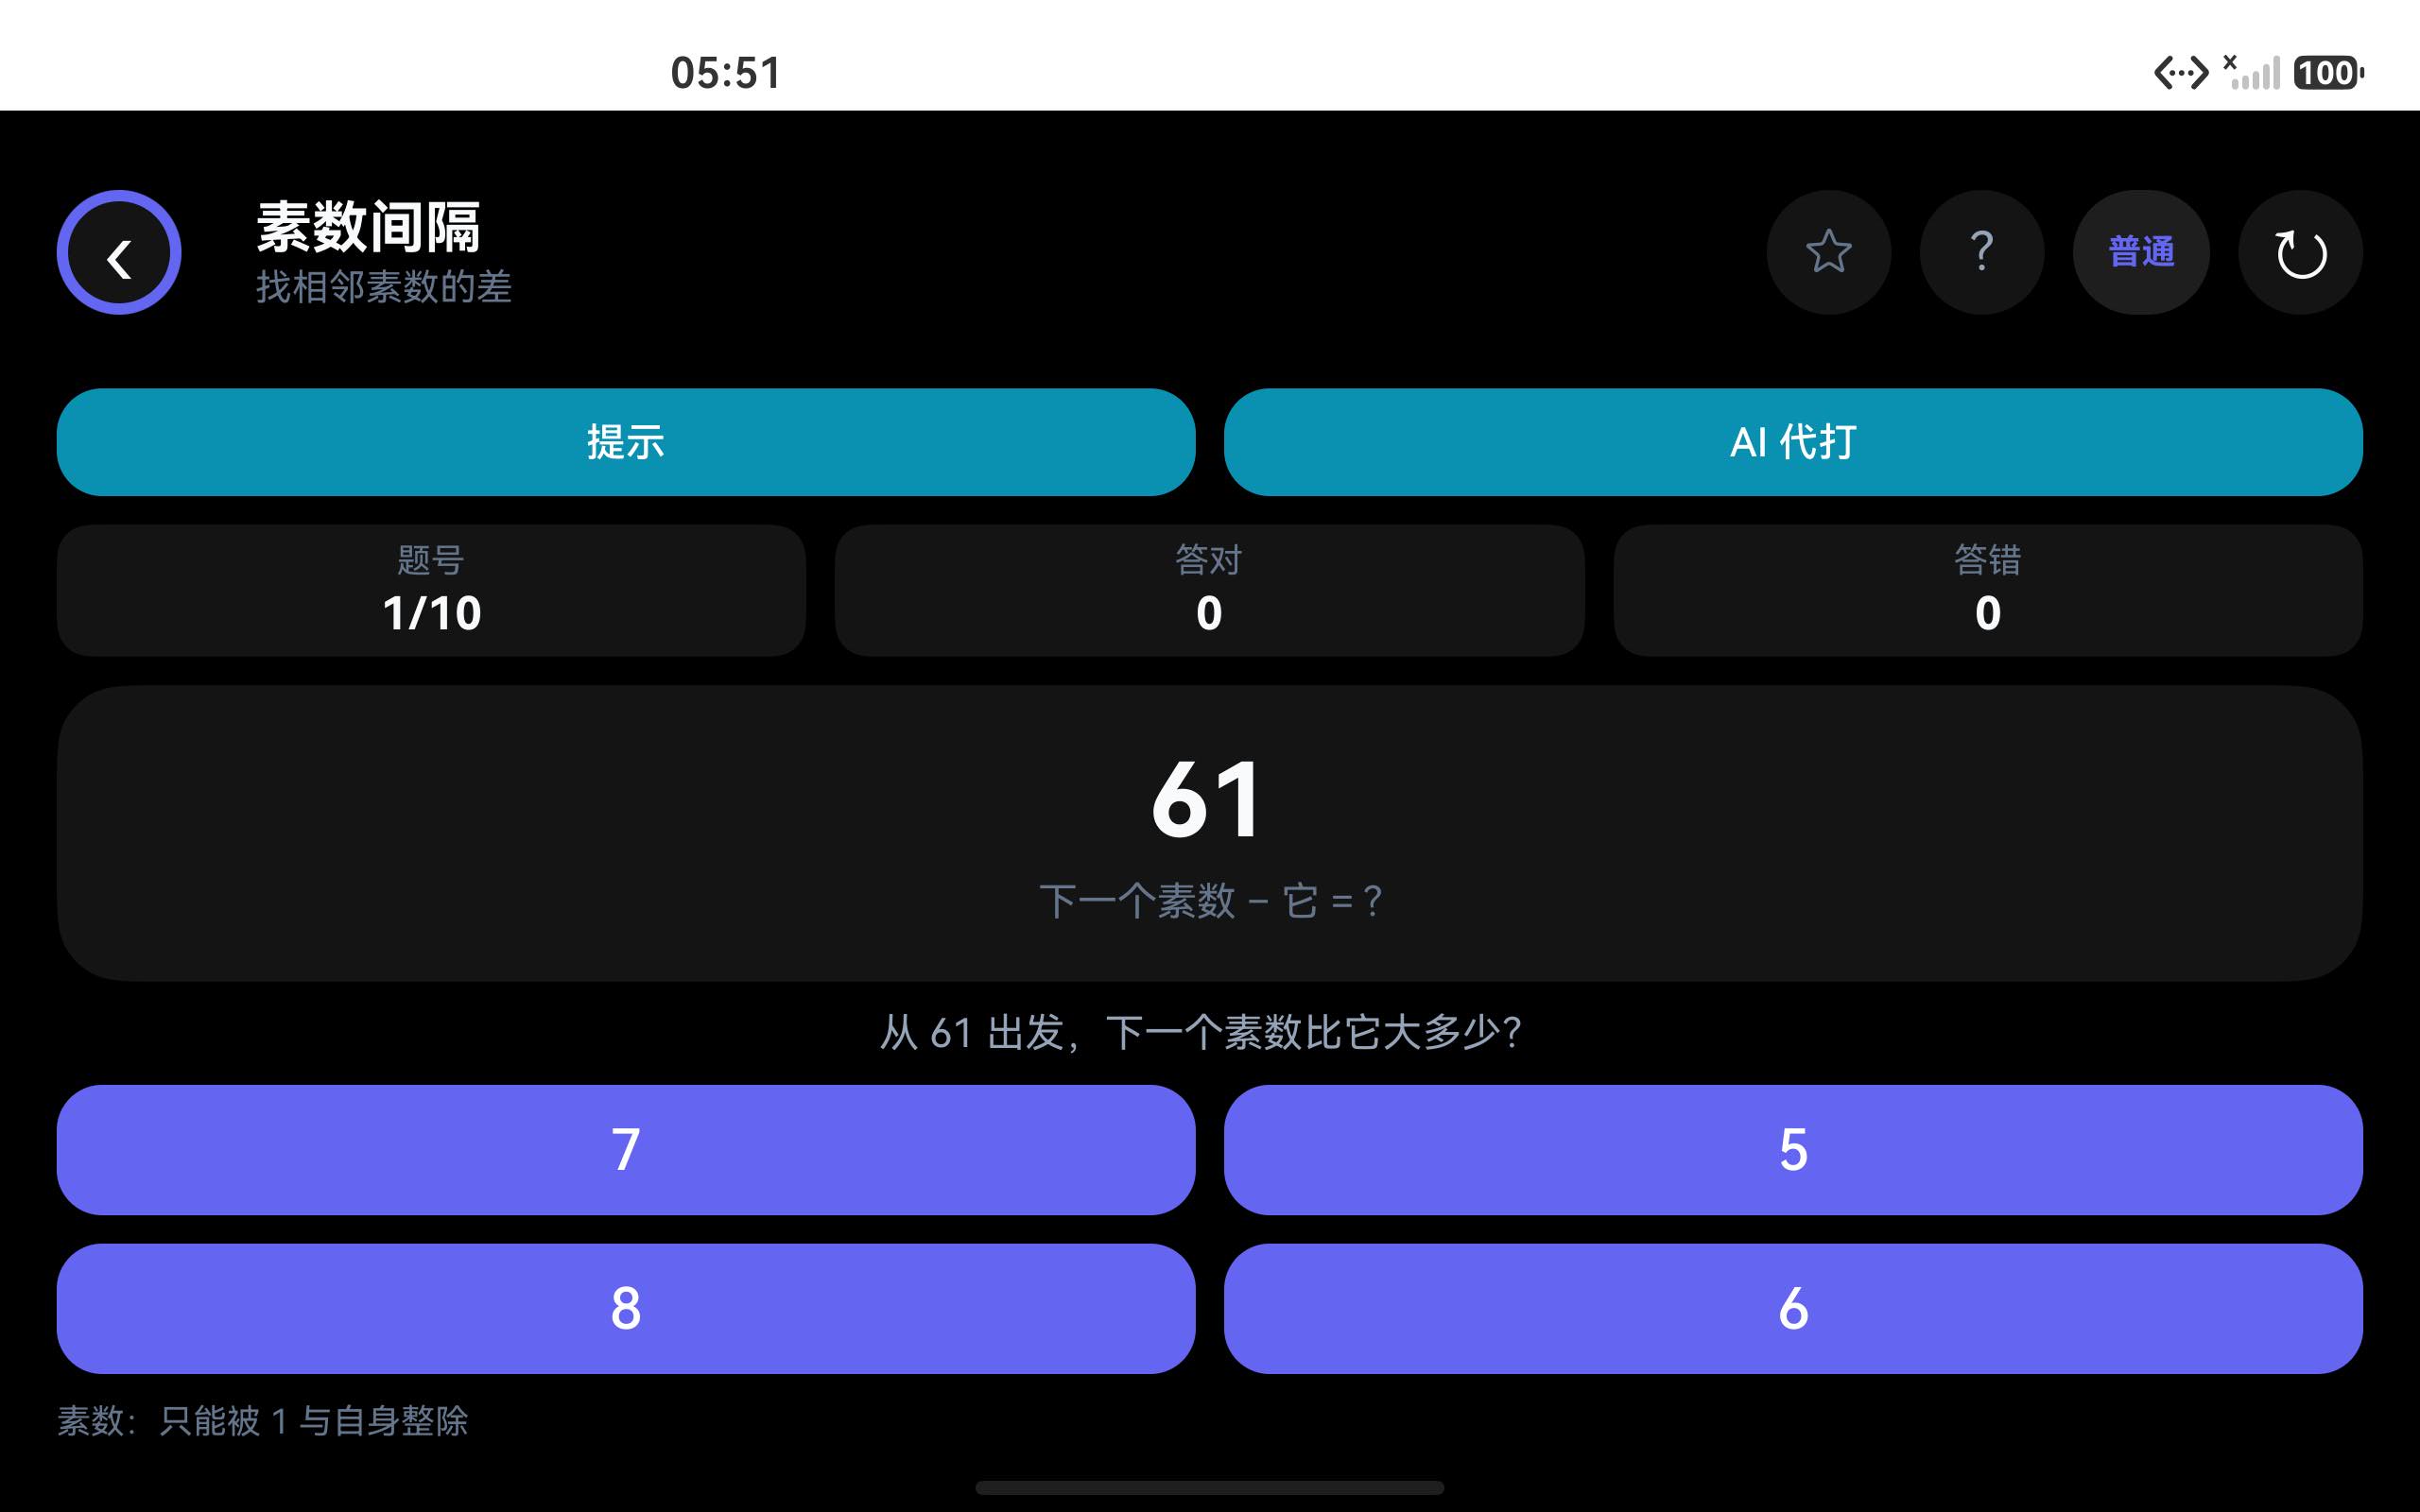 05:51
100
素数间隔
找相邻素数的差
?
普通
提示
AI 代打
题号
1/10
答对
0
答错
0
61
下一个素数 − 它 = ?
从 61 出发，下一个素数比它大多少？
7
5
8
6
素数：只能被 1 与自身整除